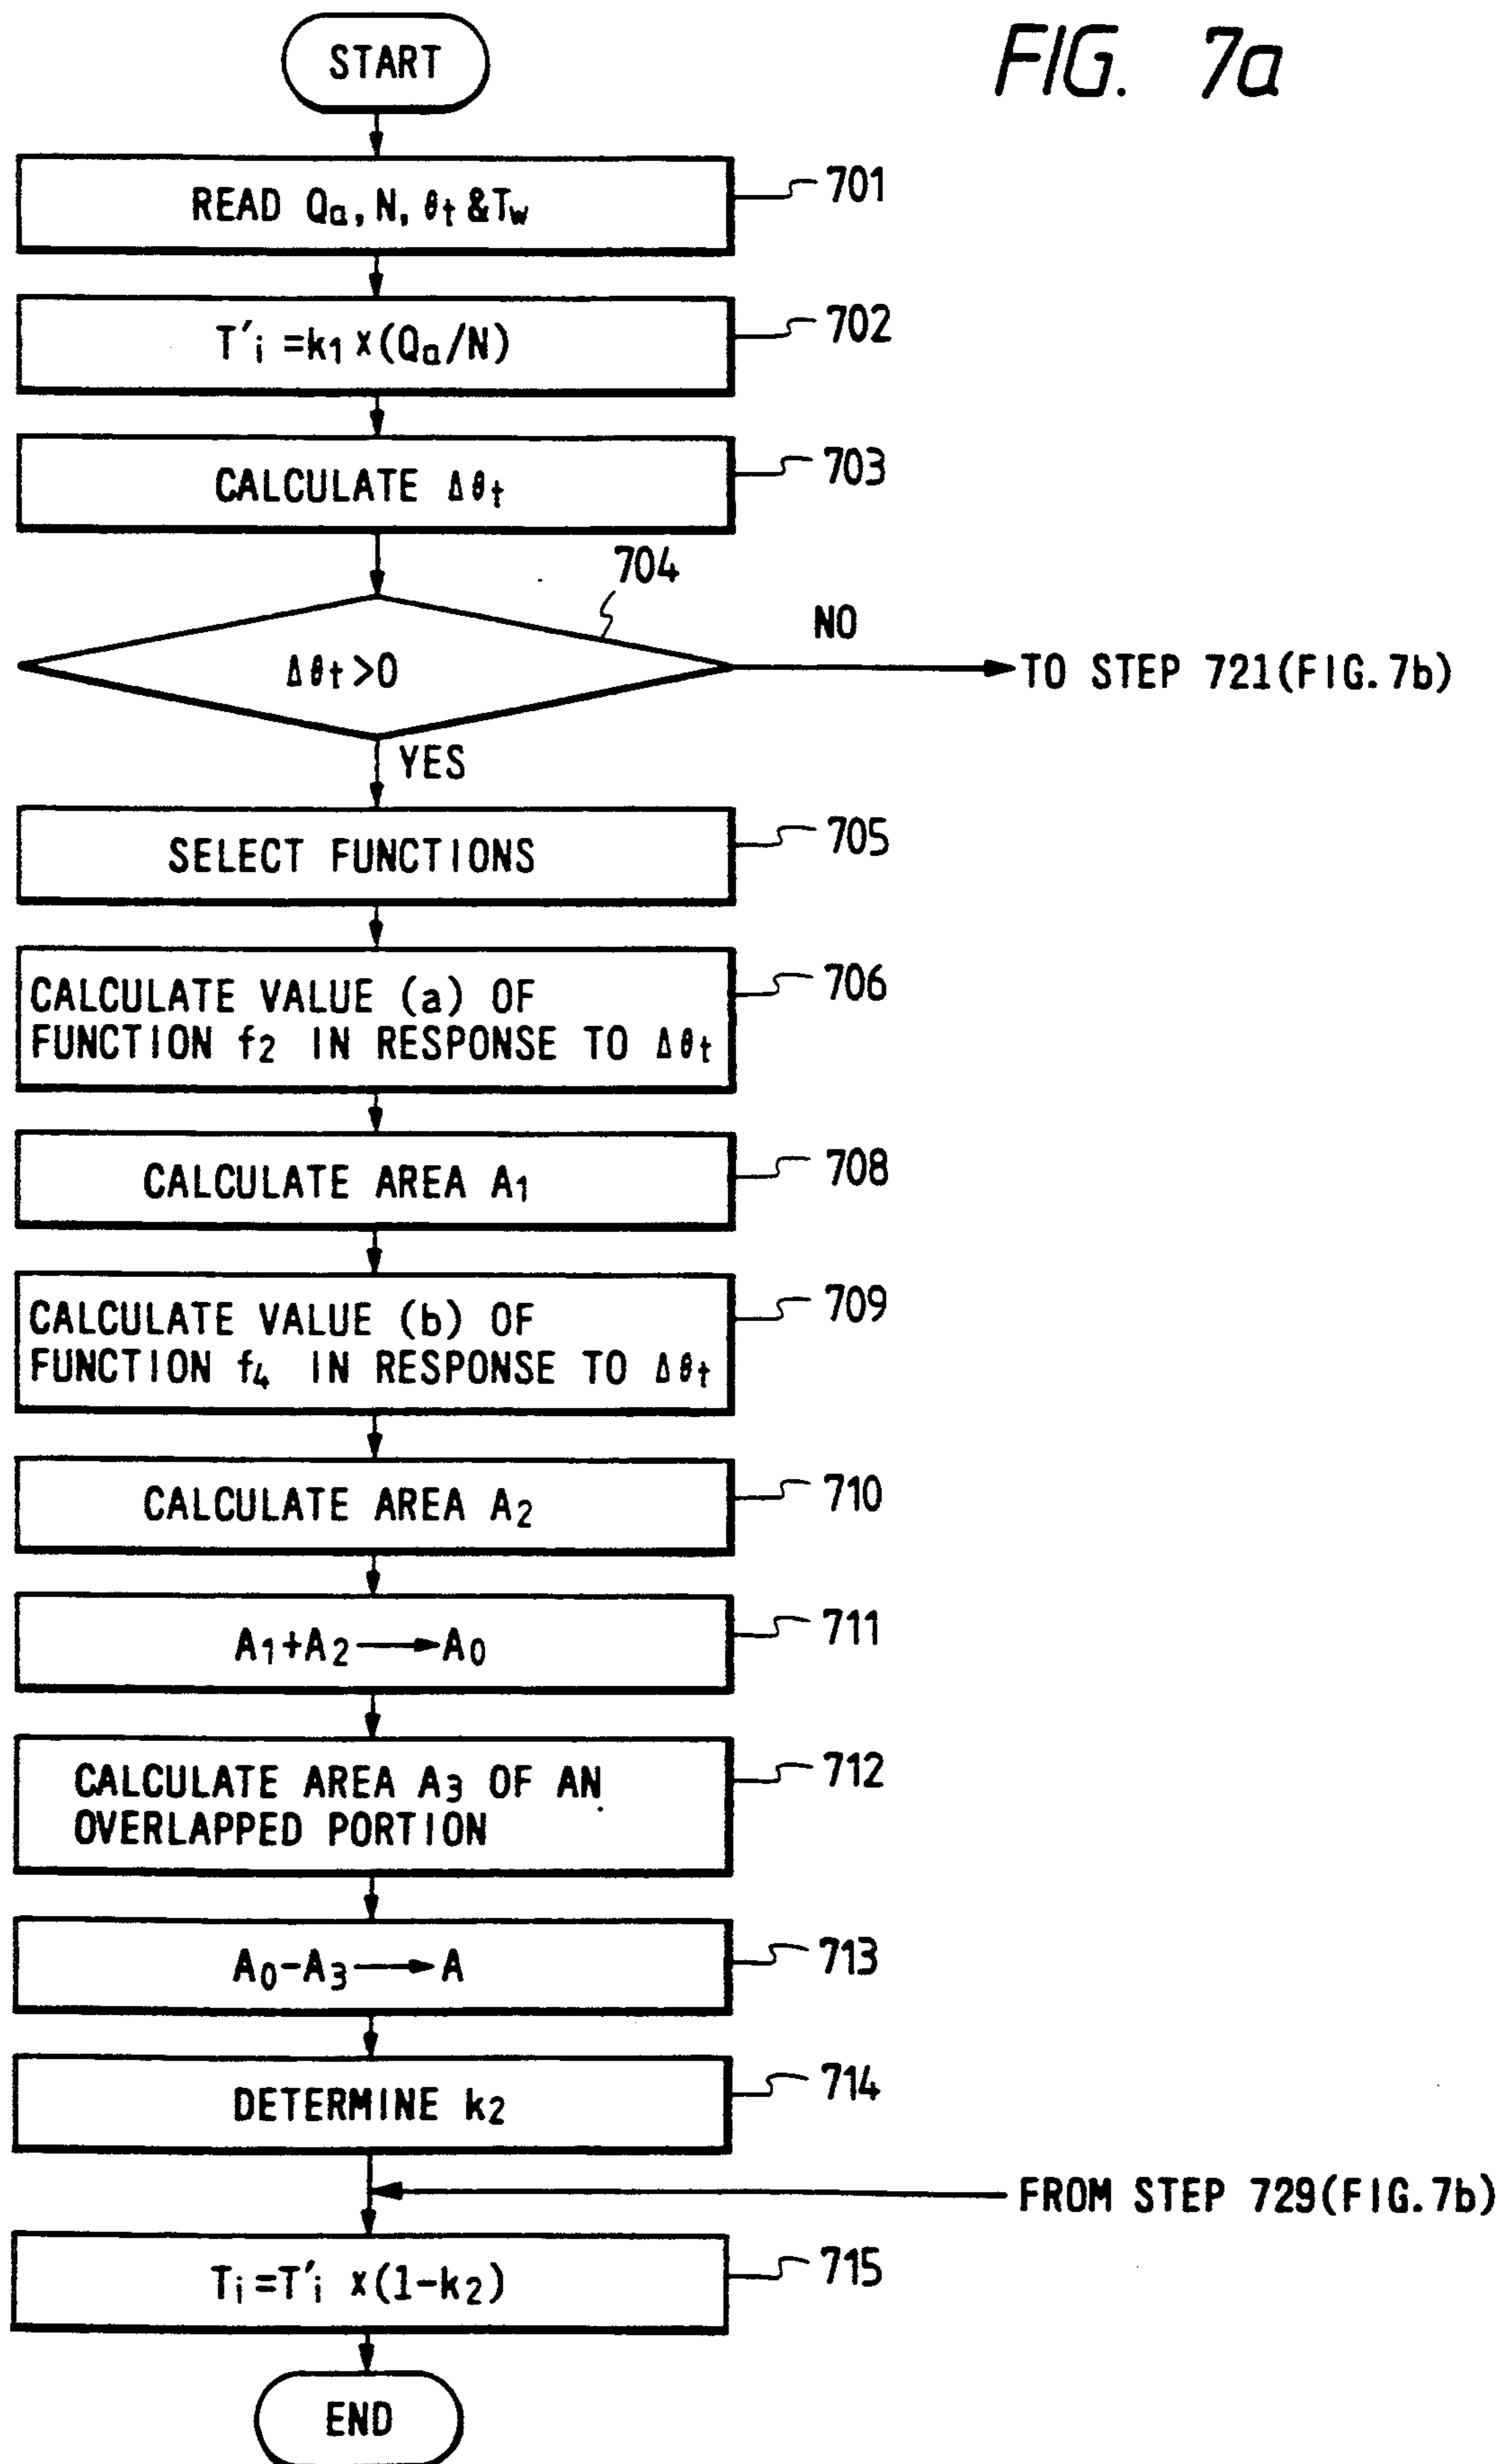 FIG. 7a
START
READ Qa, N, θt & Tw
701
T′i = k1 x (Qa/N)
702
CALCULATE Δθt
703
704
Δθt > 0
NO
TO STEP 721 (FIG. 7b)
YES
SELECT FUNCTIONS
705
CALCULATE VALUE (a) OF
FUNCTION f2 IN RESPONSE TO Δθt
706
CALCULATE AREA A1
708
CALCULATE VALUE (b) OF
FUNCTION f4 IN RESPONSE TO Δθt
709
CALCULATE AREA A2
710
A1+A2 → A0
711
CALCULATE AREA A3 OF AN
OVERLAPPED PORTION
712
A0-A3 → A
713
DETERMINE k2
714
FROM STEP 729 (FIG. 7b)
Ti = T′i x (1-k2)
715
END